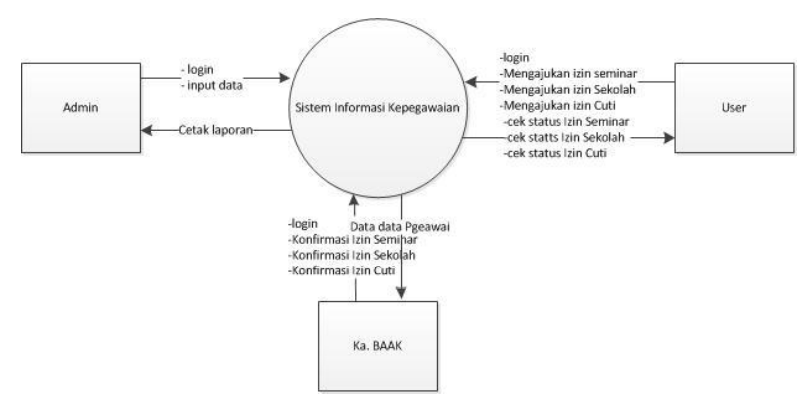 Admin
- login
- input data
Cetak laporan
Sistem Informasi Kepegawaian
-login
-Mengajukan izin seminar
-Mengajukan izin Sekolah
-Mengajukan izin Cuti
-cek status Izin Seminar
-cek statts Izin Sekolah
-cek status Izin Cuti
User
-login
Data data Pgeawai
-Konfirmasi Izin Seminar
-Konfirmasi Izin Sekolah
-Konfirmasi Izin Cuti
Ka. BAAK